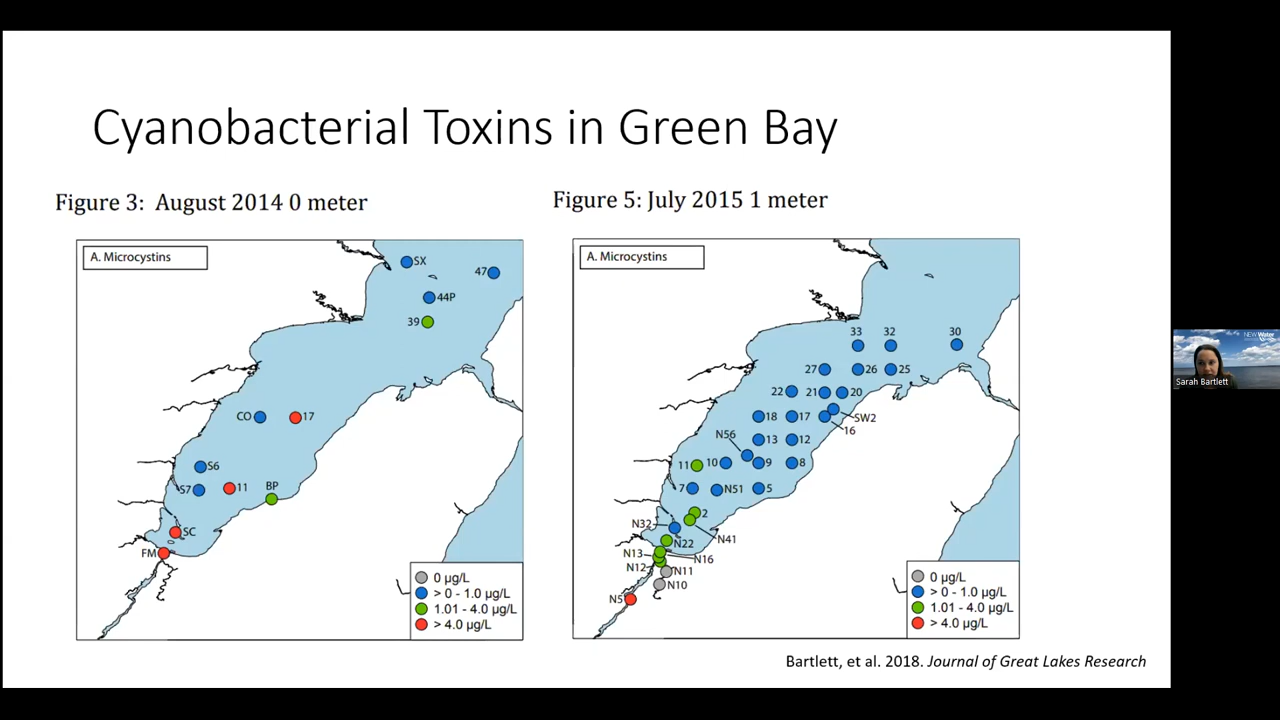 Cyanobacterial Toxins in Green Bay
Figure 3: August 2014 0 meter
A. Microcystins
SX
47
44P
39
CO
17
S6
S7
11
BP
SC
FM
0 µg/L
> 0 - 1.0 µg/L
1.01 - 4.0 µg/L
> 4.0 µg/L
Figure 5: July 2015 1 meter
A. Microcystins
33
32
30
27
26
25
22
21
20
18
17
SW2
16
N56
13
12
11
10
9
8
7
N51
5
2
N32
N41
N22
N13
N16
N12
N11
N10
N5
0 µg/L
> 0 - 1.0 µg/L
1.01 - 4.0 µg/L
> 4.0 µg/L
Bartlett, et al. 2018. Journal of Great Lakes Research
NEW Water
Sarah Bartlett